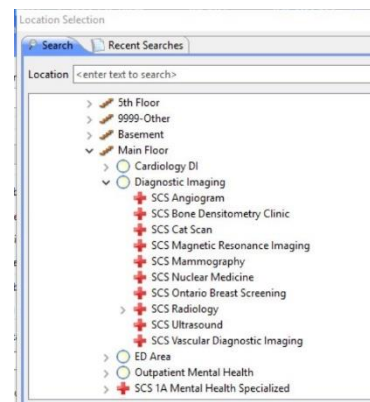 Location Selection
Search Recent Searches
Location <enter text to search>
5th Floor
9999-Other
Basement
Main Floor
Cardiology DI
Diagnostic Imaging
SCS Angiogram
SCS Bone Densitometry Clinic
SCS Cat Scan
SCS Magnetic Resonance Imaging
SCS Mammography
SCS Nuclear Medicine
SCS Ontario Breast Screening
SCS Radiology
SCS Ultrasound
SCS Vascular Diagnostic Imaging
ED Area
Outpatient Mental Health
SCS 1A Mental Health Specialized